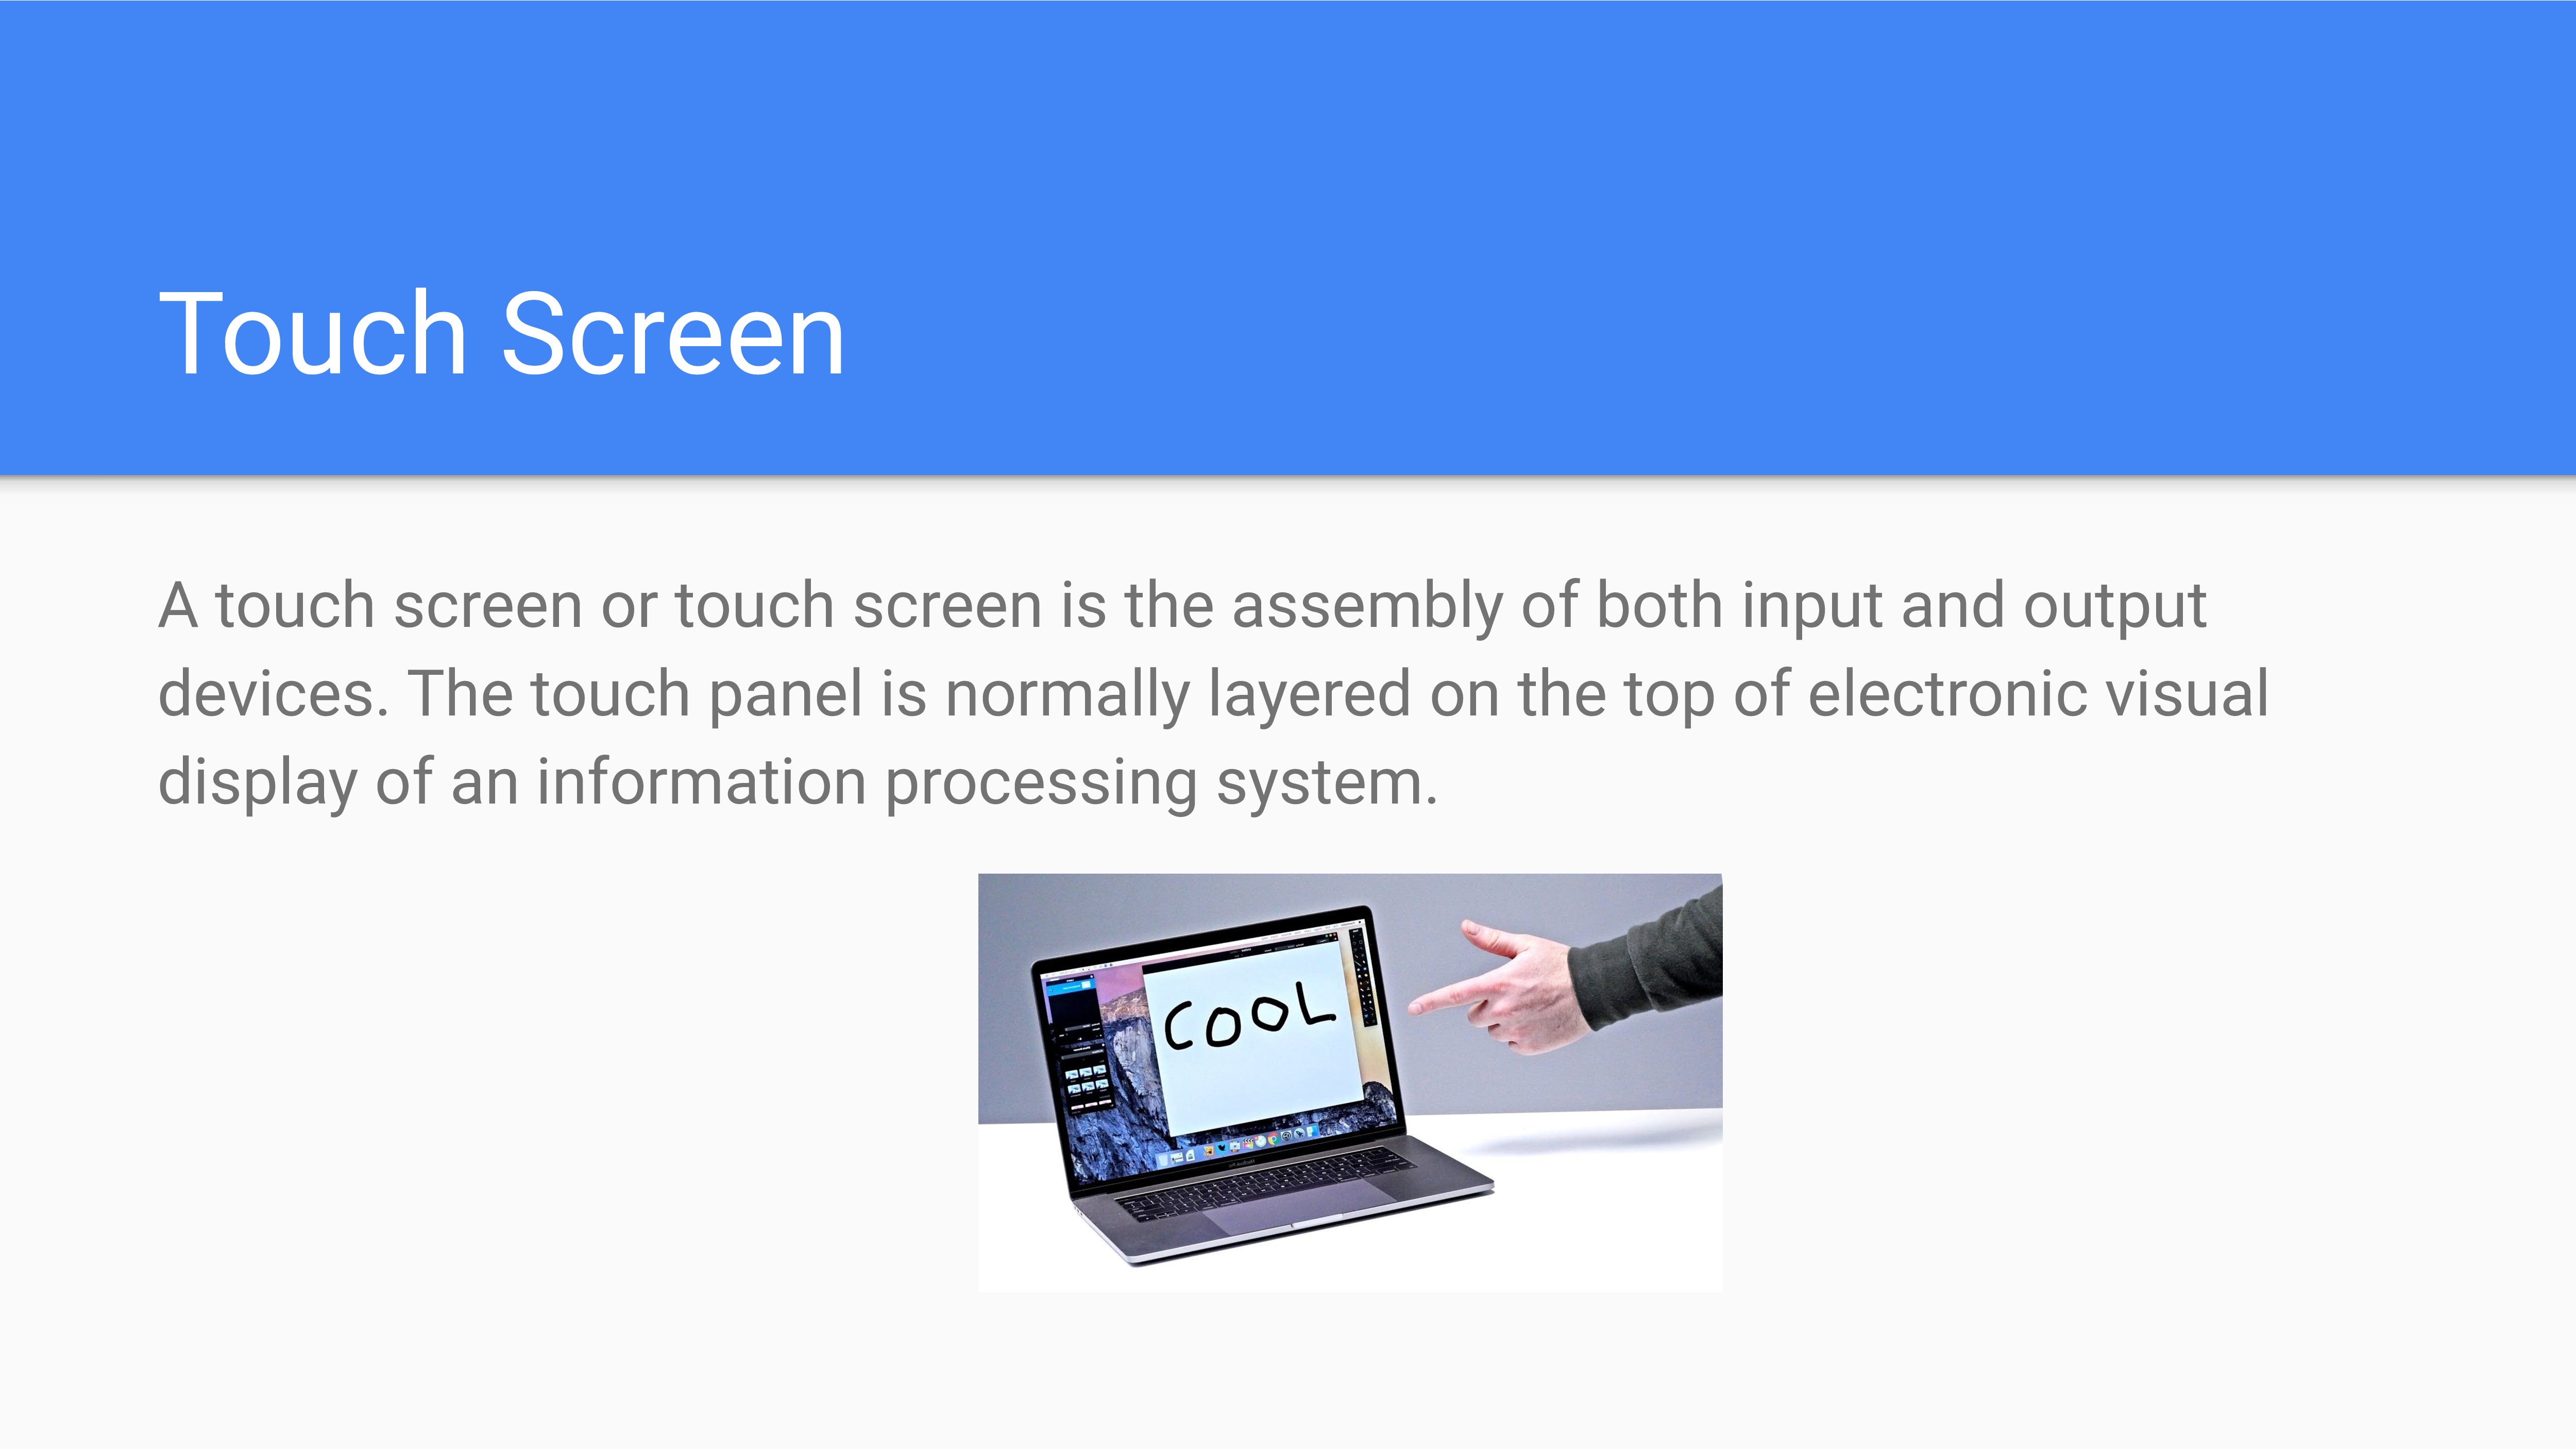 Touch Screen
A touch screen or touch screen is the assembly of both input and output
devices. The touch panel is normally layered on the top of electronic visual
display of an information processing system.
COOL